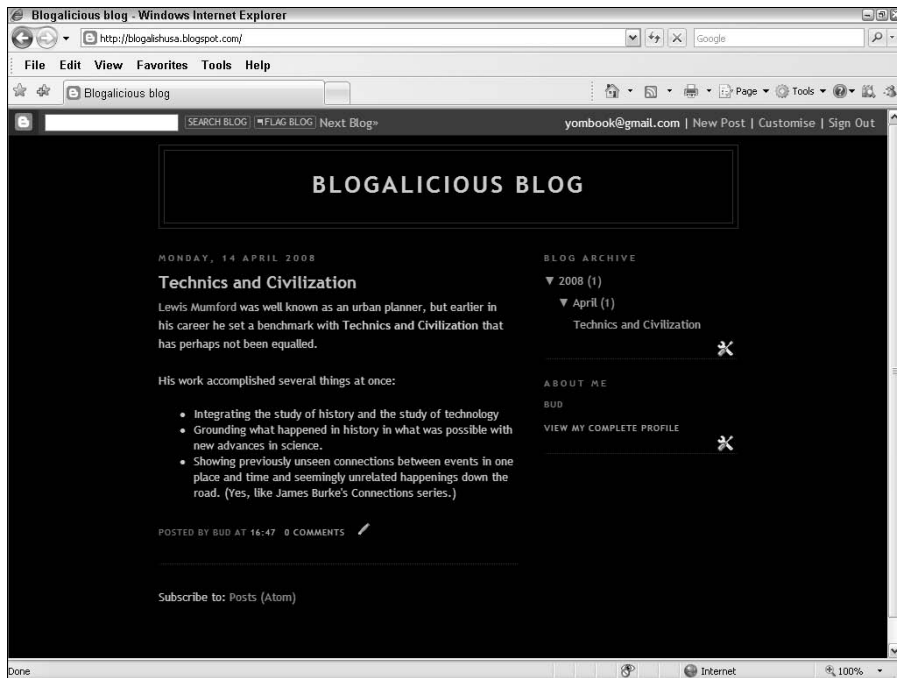 Blogalicious blog - Windows Internet Explorer
http://blogalishusa.blogspot.com/
Google
File Edit View Favorites Tools Help
Blogalicious blog
Page Tools
SEARCH BLOG FLAG BLOG Next Blog»
yombook@gmail.com | New Post | Customise | Sign Out
BLOGALICIOUS BLOG
MONDAY, 14 APRIL 2008
Technics and Civilization
Lewis Mumford was well known as an urban planner, but earlier in
his career he set a benchmark with Technics and Civilization that
has perhaps not been equalled.
His work accomplished several things at once:
• Integrating the study of history and the study of technology
• Grounding what happened in history in what was possible with
new advances in science.
• Showing previously unseen connections between events in one
place and time and seemingly unrelated happenings down the
road. (Yes, like James Burke's Connections series.)
POSTED BY BUD AT 16:47 0 COMMENTS
Subscribe to: Posts (Atom)
BLOG ARCHIVE
▼ 2008 (1)
▼ April (1)
Technics and Civilization
ABOUT ME
BUD
VIEW MY COMPLETE PROFILE
Done
Internet
100%